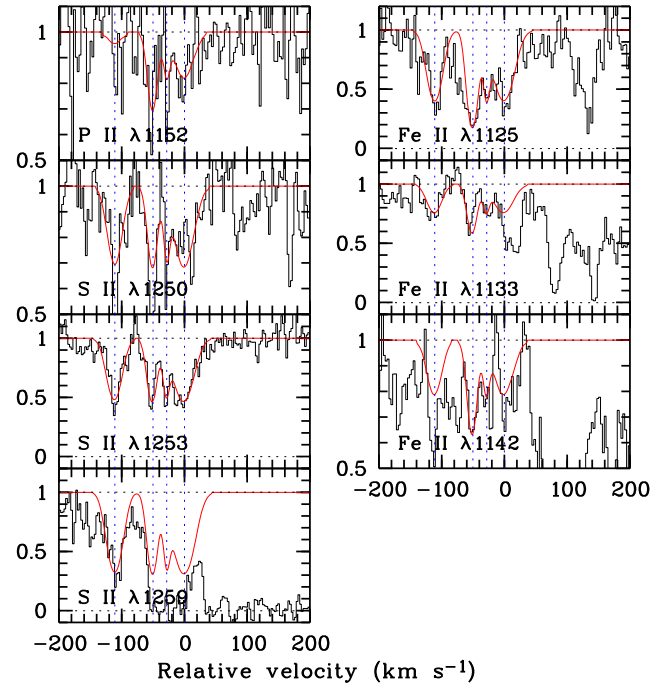 1
P II λ1152
0.5
1
S II λ1250
0.5
1
0.5
S II λ1253
0
1
0.5
S II λ1259
0
-200 -100 0 100 200
1
0.5
Fe II λ1125
0
1
0.5
Fe II λ1133
0
1
Fe II λ1142
0.5
-200 -100 0 100 200
Relative velocity (km s⁻¹)